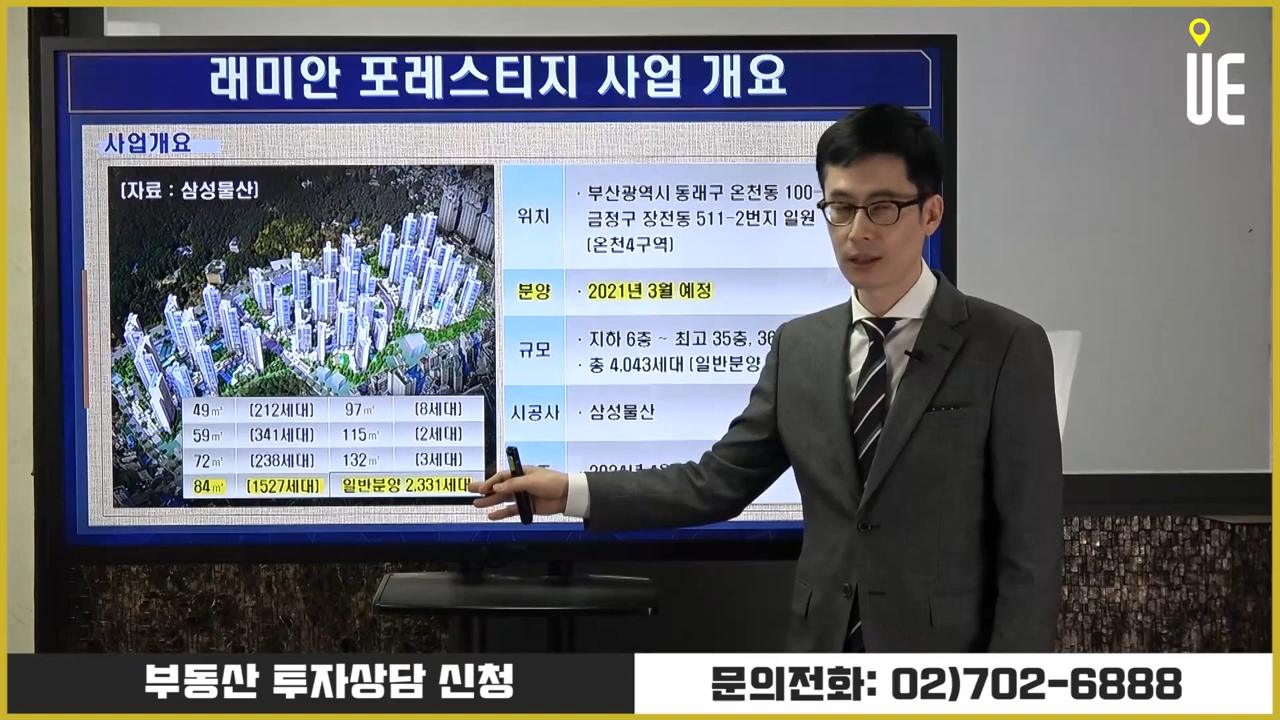 래미안 포레스티지 사업 개요
UE
사업개요
(자료 : 삼성물산)
위치
· 부산광역시 동래구 온천동 100-
금정구 장전동 511-2번지 일원
(온천4구역)
분양
· 2021년 3월 예정
규모
· 지하 6층 ~ 최고 35층, 36
· 총 4,043세대 (일반분양
시공사
· 삼성물산
49㎡ (212세대) 97㎡ (8세대)
59㎡ (341세대) 115㎡ (2세대)
72㎡ (238세대) 132㎡ (3세대)
84㎡ (1527세대) 일반분양 2,331세대
부동산 투자상담 신청
문의전화: 02)702-6888